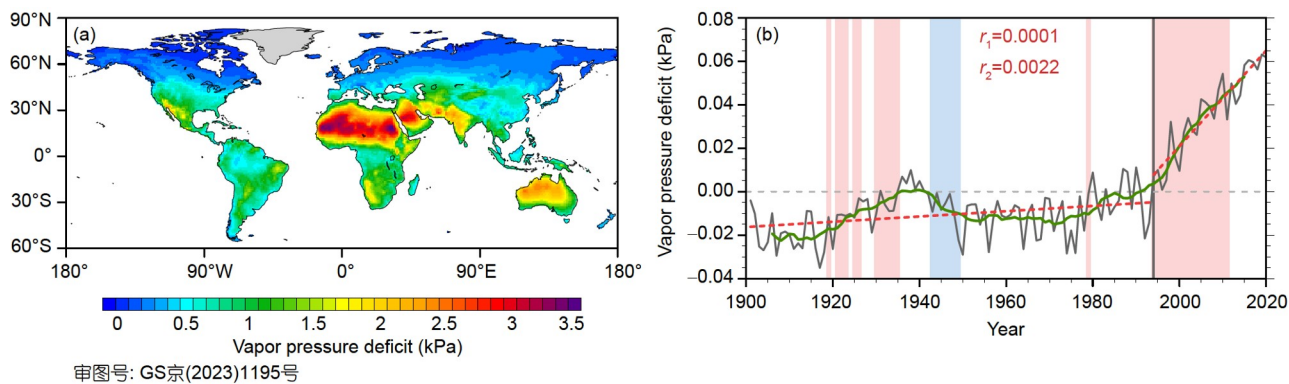 (a)
90°N
60°N
30°N
0°
30°S
60°S
180°
90°W
0°
90°E
180°
0
0.5
1
1.5
2
2.5
3
3.5
Vapor pressure deficit (kPa)
审图号: GS京(2023)1195号
(b)
r₁=0.0001
r₂=0.0022
Vapor pressure deficit (kPa)
0.08
0.06
0.04
0.02
0.00
−0.02
−0.04
1900
1920
1940
1960
1980
2000
2020
Year